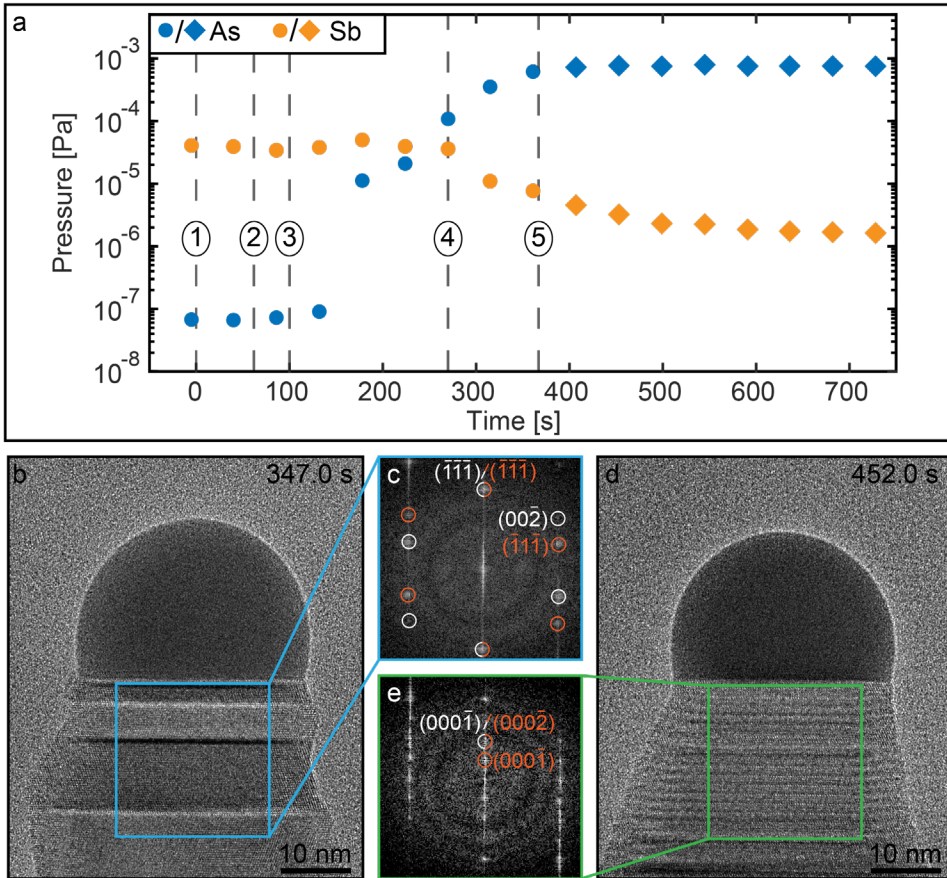 a
●/◆ As ●/◆ Sb
Pressure [Pa]
10⁻³
10⁻⁴
10⁻⁵
10⁻⁶
10⁻⁷
10⁻⁸
1 2 3 4 5
0 100 200 300 400 500 600 700
Time [s]
b 347.0 s
10 nm
c
(1̅1̅1̅)/(1̅1̅1̅)
(002̅)
(1̅11̅)
d 452.0 s
10 nm
e
(0001̅)/(0002̅)
(0001̅)